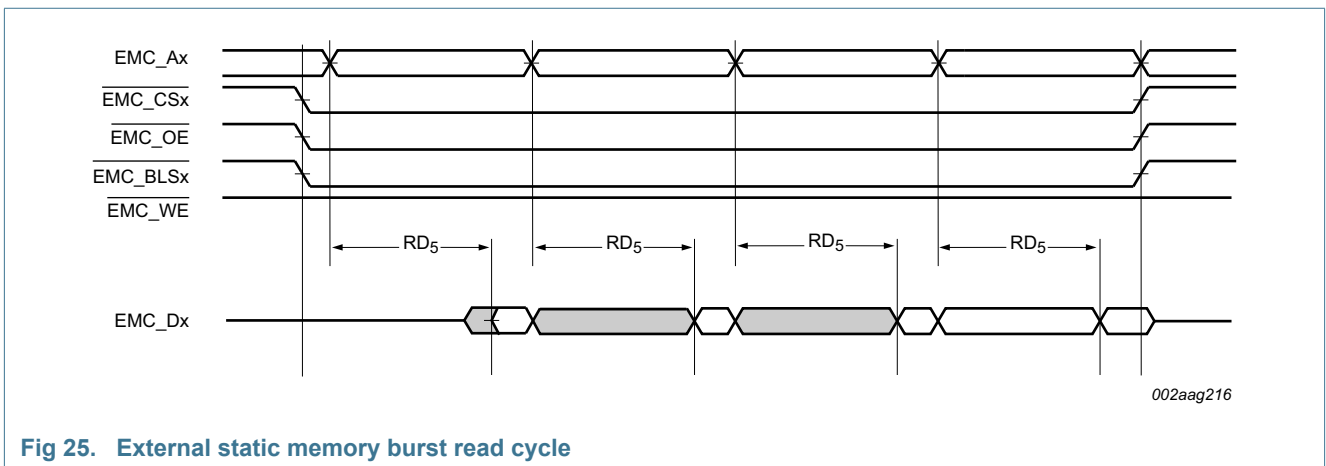 EMC_Ax
EMC_CSx
EMC_OE
EMC_BLSx
EMC_WE
RD5 RD5 RD5 RD5
EMC_Dx
002aag216
Fig 25. External static memory burst read cycle